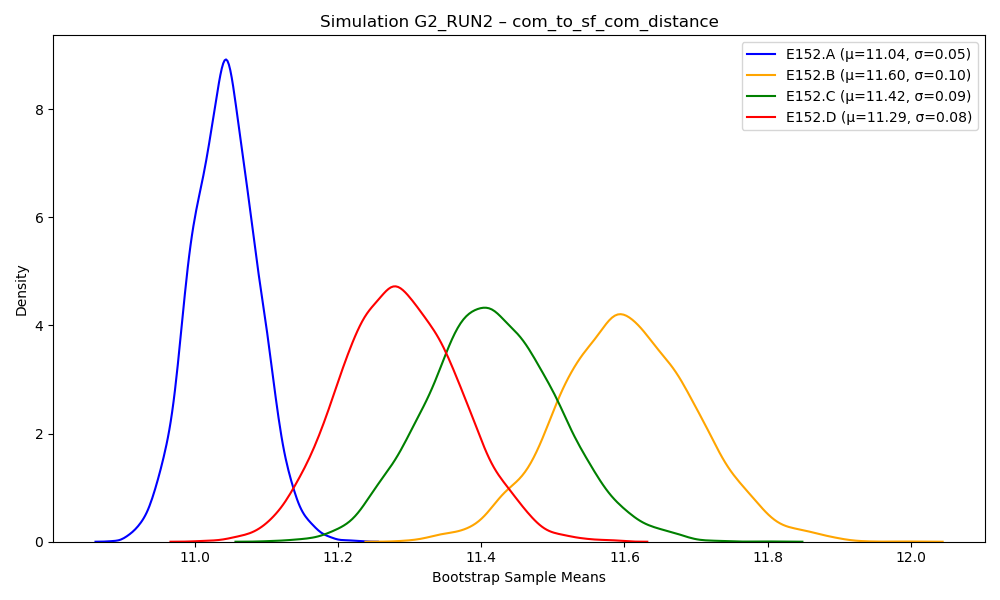 Simulation G2_RUN2 – com_to_sf_com_distance
E152.A (μ=11.04, σ=0.05)
E152.B (μ=11.60, σ=0.10)
E152.C (μ=11.42, σ=0.09)
E152.D (μ=11.29, σ=0.08)
Density
8
6
4
2
0
11.0 11.2 11.4 11.6 11.8 12.0
Bootstrap Sample Means